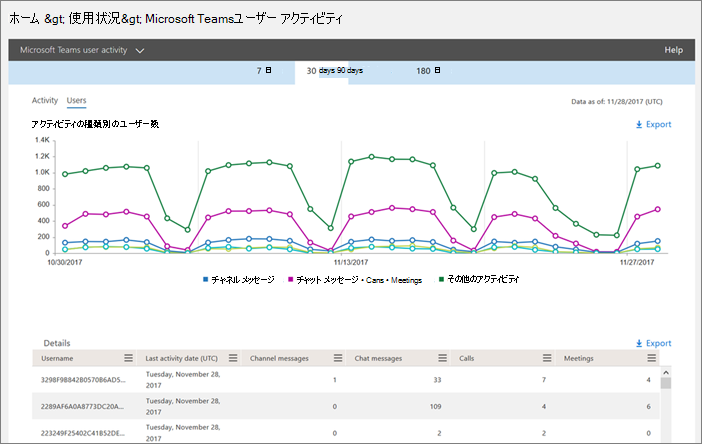 ホーム &gt; 使用状況&gt; Microsoft Teamsユーザー アクティビティ
Microsoft Teams user activity
Help
7 日
30 days 90 days
180 日
Activity Users
Data as of: 11/28/2017 (UTC)
アクティビティの種類別のユーザー数
Export
1.4K
1.2K
1.0K
800
600
400
200
0
10/30/2017 11/13/2017 11/27/2017
チャネル メッセージ チャット メッセージ • Cans • Meetings その他のアクティビティ
Details
Export
Username Last activity date (UTC) Channel messages Chat messages Calls Meetings
3298F9B842B0570B6AD5... Tuesday, November 28, 2017 1 33 7 4
2289AF6A0A8773DC20A... Tuesday, November 28, 2017 0 109 4 6
223249F25402C41B52DE... Tuesday, November 28, 2017 0 2 2 0